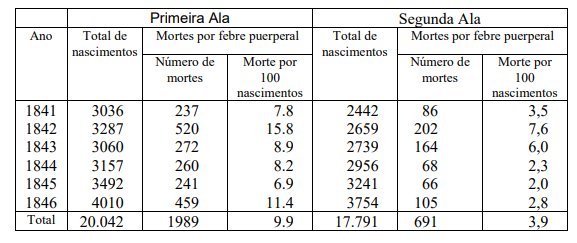 Primeira Ala Segunda Ala
Ano Total de nascimentos Mortes por febre puerperal Total de nascimentos Mortes por febre puerperal
Número de mortes Morte por 100 nascimentos Número de mortes Morte por 100 nascimentos
1841 3036 237 7.8 2442 86 3,5
1842 3287 520 15.8 2659 202 7,6
1843 3060 272 8.9 2739 164 6,0
1844 3157 260 8.2 2956 68 2,3
1845 3492 241 6.9 3241 66 2,0
1846 4010 459 11.4 3754 105 2,8
Total 20.042 1989 9.9 17.791 691 3,9